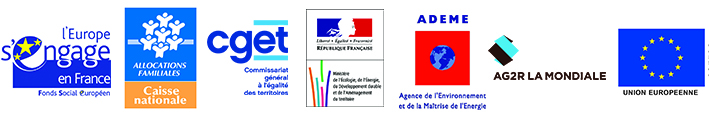 l'Europe
s'engage
en France
Fonds Social Européen
ALLOCATIONS
FAMILIALES
Caisse
nationale
cget
Commissariat
général
à l'égalité
des territoires
Liberté • Égalité • Fraternité
RÉPUBLIQUE FRANÇAISE
Ministère
de l'Écologie, de l'Énergie,
du Développement durable
et de l'Aménagement
du territoire
ADEME
Agence de l'Environnement
et de la Maîtrise de l'Energie
AG2R LA MONDIALE
UNION EUROPEENNE